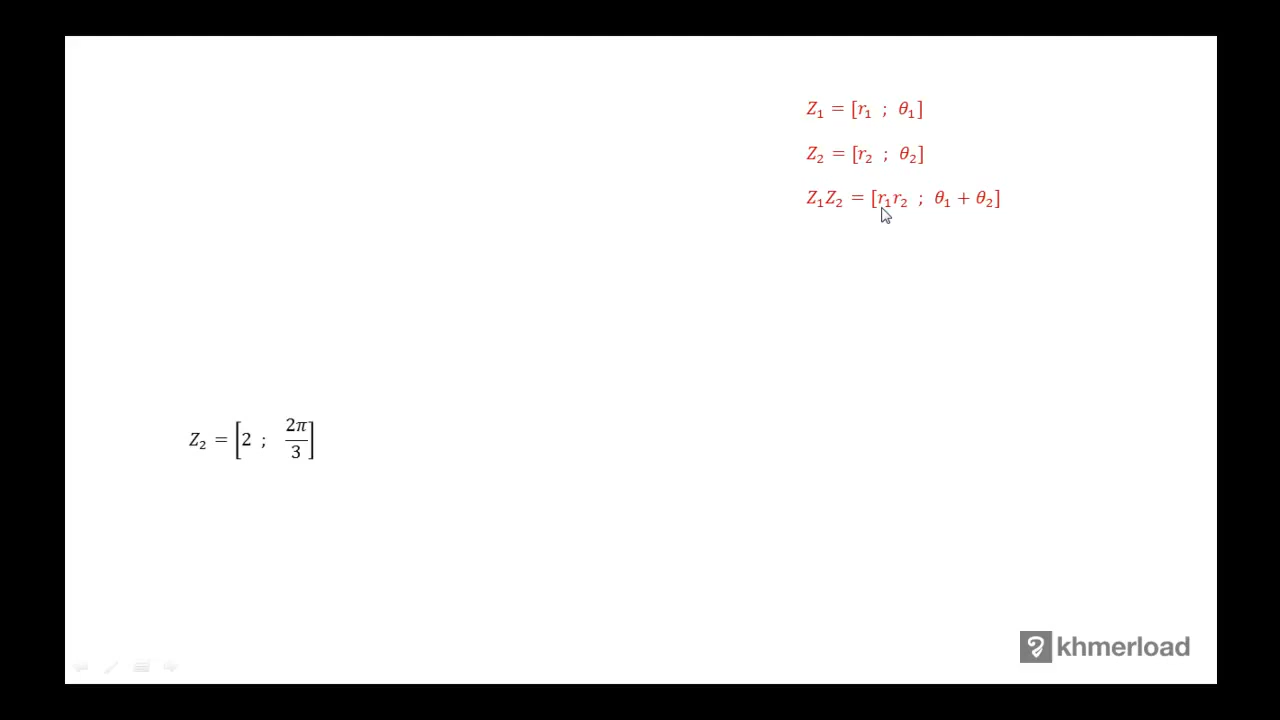 Z₁ = [r₁ ; θ₁]
Z₂ = [r₂ ; θ₂]
Z₁Z₂ = [r₁r₂ ; θ₁ + θ₂]
Z₂ = [2 ; 2π/3]
khmerload